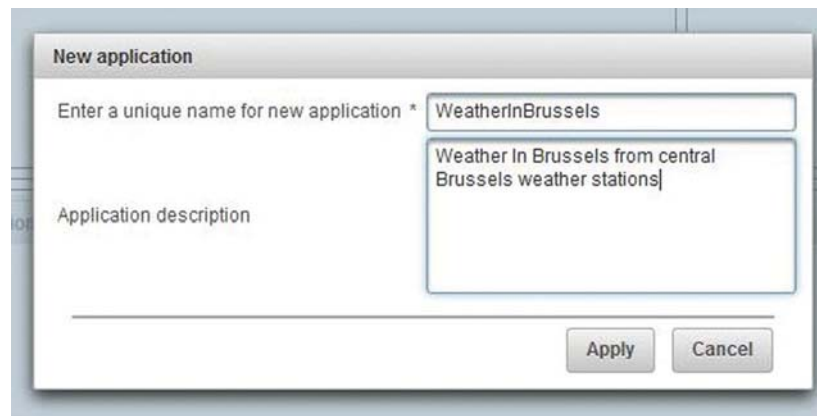 New application
Enter a unique name for new application * WeatherInBrussels
Weather In Brussels from central
Brussels weather stations
Application description
Apply Cancel